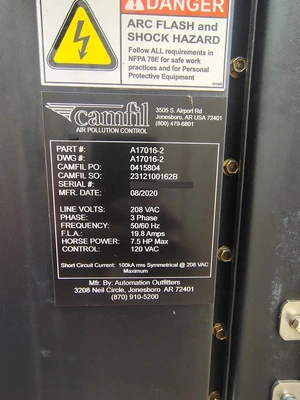 DANGER
ARC FLASH and
SHOCK HAZARD
Follow ALL requirements in
NFPA 70E for safe work
practices and for Personal
Protective Equipment
camfil
AIR POLLUTION CONTROL
3505 S. Airport Rd
Jonesboro, AR USA 72401
(800) 479-6801
PART #: A17016-2
DWG #: A17016-2
CAMFIL PO: 0415804
CAMFIL SO: 2312100162B
SERIAL #:
MFR. DATE: 08/2020
LINE VOLTS: 208 VAC
PHASE: 3 Phase
FREQUENCY: 50/60 Hz
F.L.A.: 19.8 Amps
HORSE POWER: 7.5 HP Max
CONTROL: 120 VAC
Short Circuit Current: 100kA rms Symmetrical @ 208 VAC
Maximum
Mfg. By: Automation Outfitters
3208 Neil Circle, Jonesboro AR 72401
(870) 910-5200